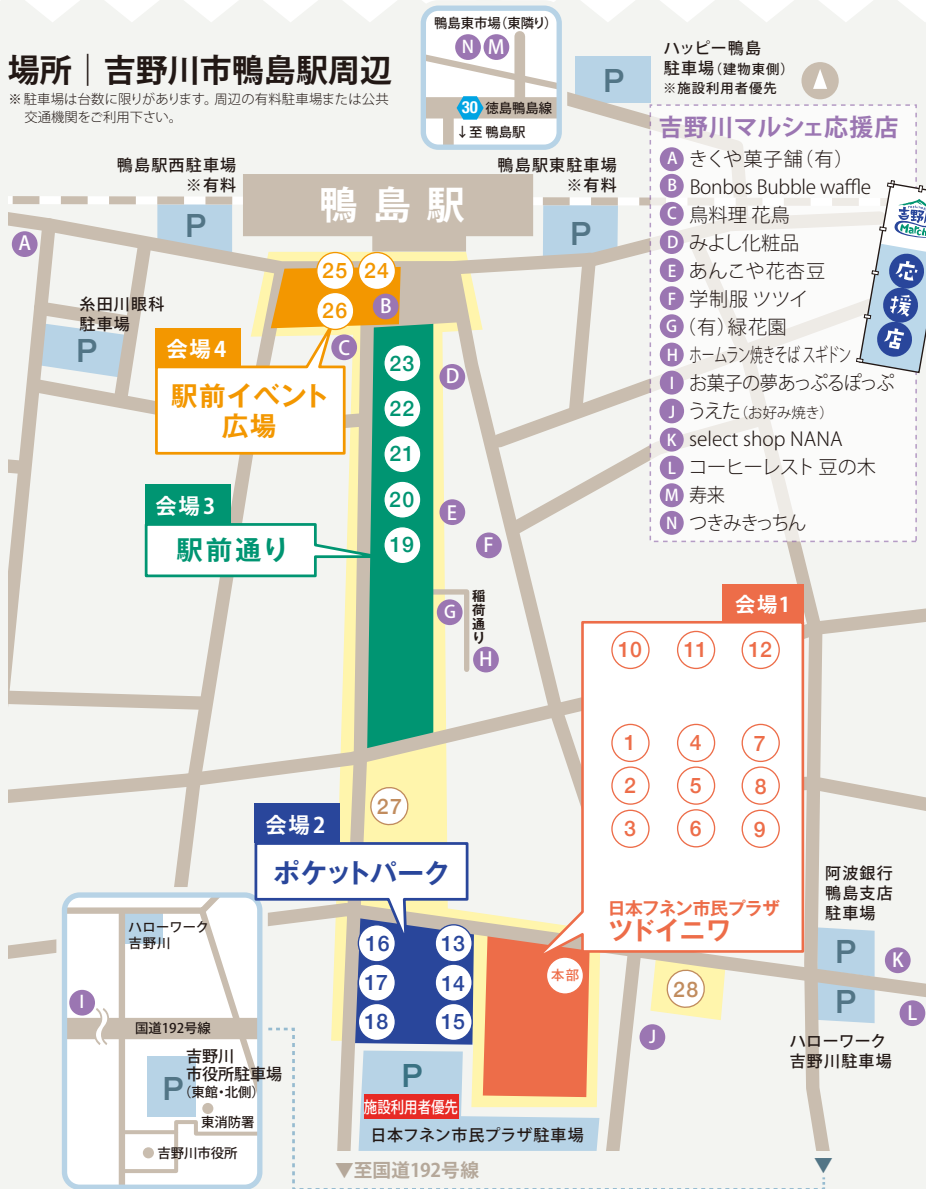 場所｜吉野川市鴨島駅周辺
※駐車場は台数に限りがあります。周辺の有料駐車場または公共
交通機関をご利用下さい。
鴨島東市場(東隣り)
N
M
30 徳島鴨島線
↓至 鴨島駅
P
ハッピー鴨島
駐車場(建物東側)
※施設利用者優先
吉野川マルシェ応援店
A きくや菓子舗(有)
B Bonbos Bubble waffle
C 鳥料理 花鳥
D みよし化粧品
E あんこや花杏豆
F 学制服 ツツイ
G (有)緑花園
H ホームラン焼きそば スギドン
I お菓子の夢あっぷるぽっぷ
J うえた(お好み焼き)
K select shop NANA
L コーヒーレスト 豆の木
M 寿来
N つきみきっちん
応
援
店
鴨島駅西駐車場
※有料
P
鴨島駅
鴨島駅東駐車場
※有料
P
A
糸田川眼科
駐車場
P
25
24
26
B
会場4
駅前イベント
広場
C
23
D
22
21
会場3
駅前通り
20
E
19
F
G
稲荷通り
H
会場1
10
11
12
1
4
7
2
5
8
3
6
9
日本フネン市民プラザ
ツドイニワ
27
会場2
ポケットパーク
16
13
17
14
18
15
本部
28
J
阿波銀行
鴨島支店
駐車場
P
K
P
L
ハローワーク
吉野川駐車場
P
施設利用者優先
日本フネン市民プラザ駐車場
▼至国道192号線
ハローワーク
吉野川
I
国道192号線
P
吉野川
市役所駐車場
(東館・北側)
東消防署
吉野川市役所